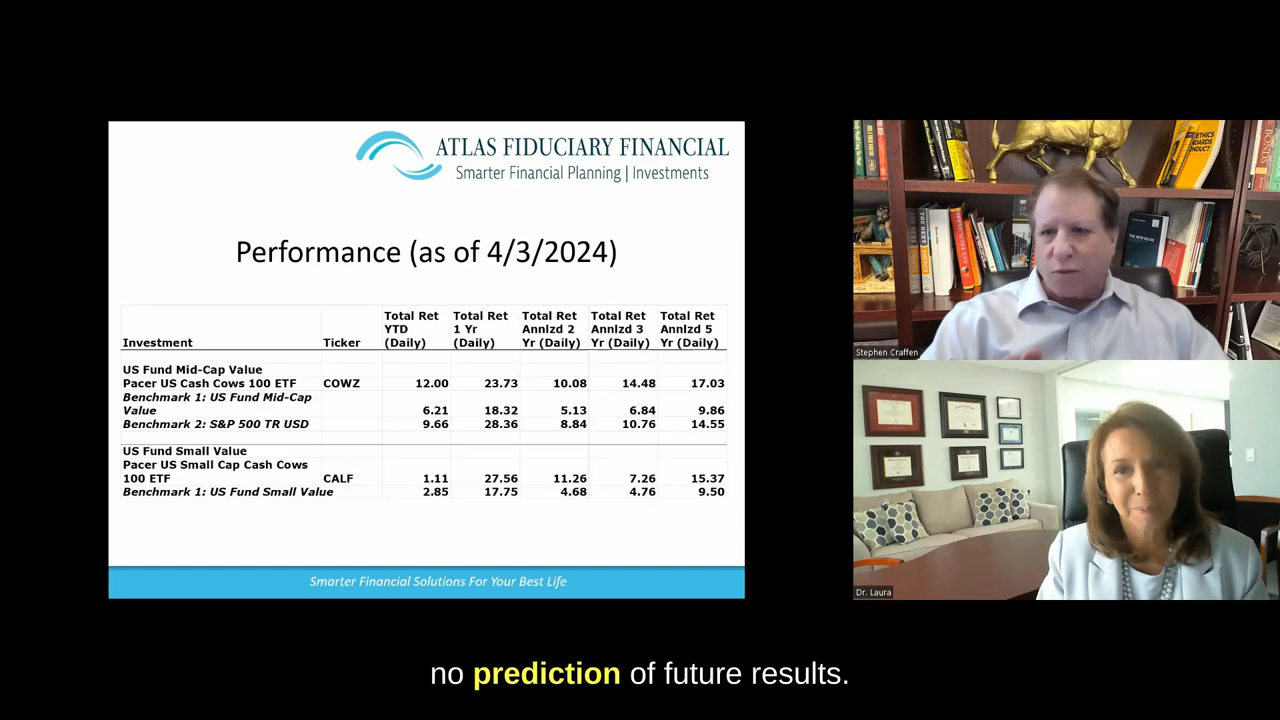 ATLAS FIDUCIARY FINANCIAL
Smarter Financial Planning | Investments
Performance (as of 4/3/2024)
Investment Ticker Total Ret YTD (Daily) Total Ret 1 Yr (Daily) Total Ret Annlzd 2 Yr (Daily) Total Ret Annlzd 3 Yr (Daily) Total Ret Annlzd 5 Yr (Daily)
US Fund Mid-Cap Value
Pacer US Cash Cows 100 ETF COWZ 12.00 23.73 10.08 14.48 17.03
Benchmark 1: US Fund Mid-Cap
Value 6.21 18.32 5.13 6.84 9.86
Benchmark 2: S&P 500 TR USD 9.66 28.36 8.84 10.76 14.55
US Fund Small Value
Pacer US Small Cap Cash Cows
100 ETF CALF 1.11 27.56 11.26 7.26 15.37
Benchmark 1: US Fund Small Value 2.85 17.75 4.68 4.76 9.50
Smarter Financial Solutions For Your Best Life
ETHICS
Stephen Craffen
Dr. Laura
no prediction of future results.